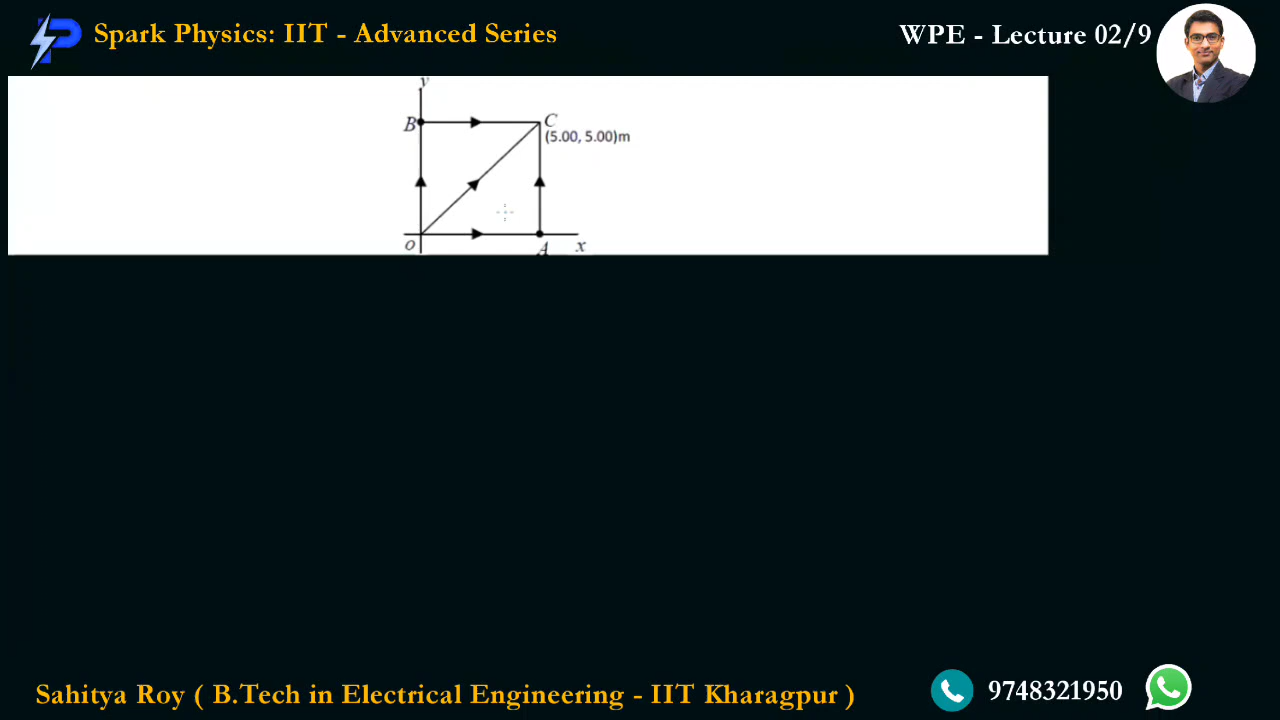 Spark Physics: IIT - Advanced Series
WPE - Lecture 02/9
y
B
C
(5.00, 5.00)m
O
A
x
Sahitya Roy ( B.Tech in Electrical Engineering - IIT Kharagpur )
9748321950